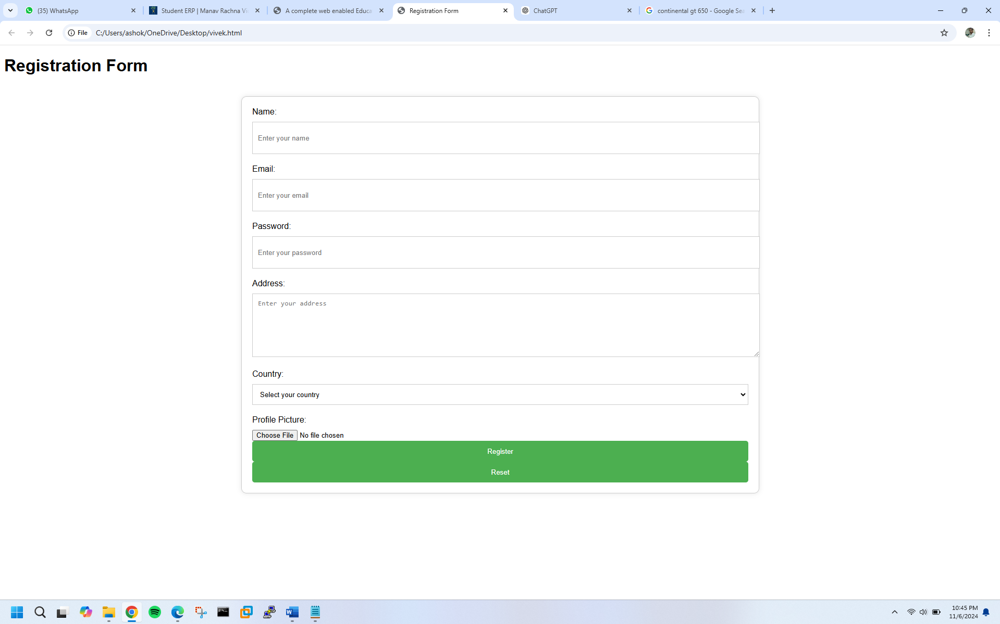 (35) WhatsApp
Student ERP | Manav Rachna Vi
A complete web enabled Educa
Registration Form
ChatGPT
continental gt 650 - Google Sea
File
C:/Users/ashok/OneDrive/Desktop/vivek.html
Registration Form
Name:
Enter your name
Email:
Enter your email
Password:
Enter your password
Address:
Enter your address
Country:
Select your country
Profile Picture:
Choose File No file chosen
Register
Reset
10:45 PM
11/6/2024